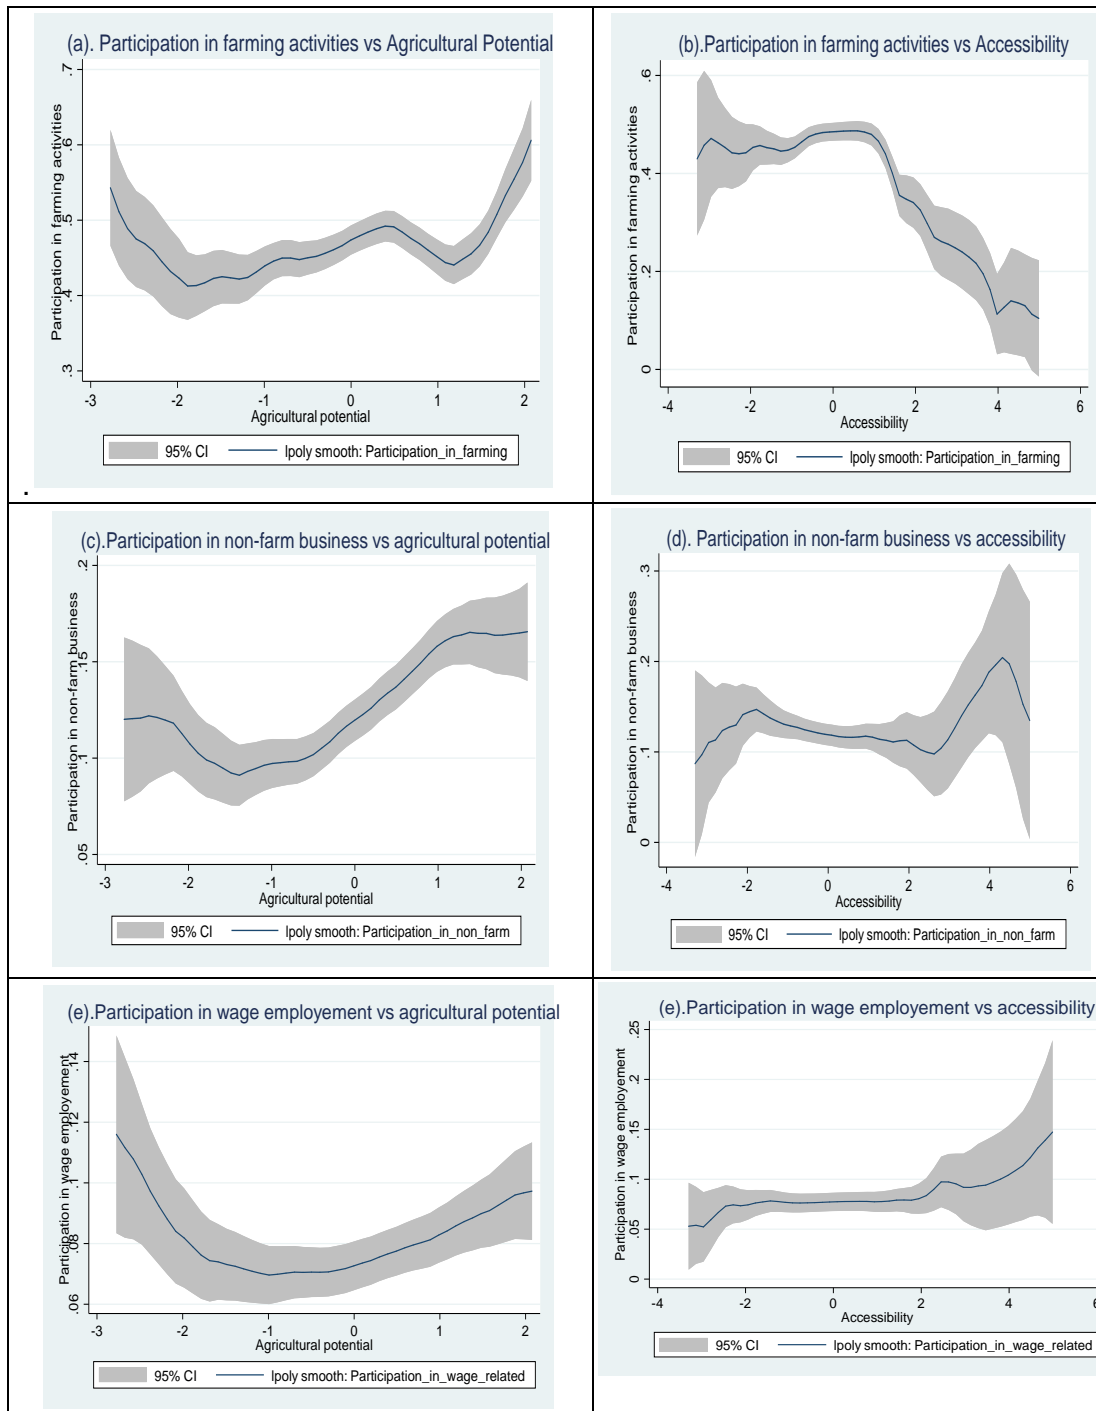 (a). Participation in farming activities vs Agricultural Potential
Participation in farming activities
.7
.6
.5
.4
.3
-3 -2 -1 0 1 2
Agricultural potential
95% CI lpoly smooth: Participation_in_farming
.
(b).Participation in farming activities vs Accessibility
Participation in farming activities
.6
.4
.2
0
-4 -2 0 2 4 6
Accessibility
95% CI lpoly smooth: Participation_in_farming
(c).Participation in non-farm business vs agricultural potential
Participation in non-farm business
.2
.15
.1
.05
-3 -2 -1 0 1 2
Agricultural potential
95% CI lpoly smooth: Participation_in_non_farm
(d). Participation in non-farm business vs accessibility
Participation in non-farm business
.3
.2
.1
0
-4 -2 0 2 4 6
Accessibility
95% CI lpoly smooth: Participation_in_non_farm
(e).Participation in wage employement vs agricultural potential
Participation in wage employement
.14
.12
.1
.08
.06
-3 -2 -1 0 1 2
Agricultural potential
95% CI lpoly smooth: Participation_in_wage_related
(e).Participation in wage employement vs accessibility
Participation in wage employement
.25
.2
.15
.1
.05
0
-4 -2 0 2 4 6
Accessibility
95% CI lpoly smooth: Participation_in_wage_related